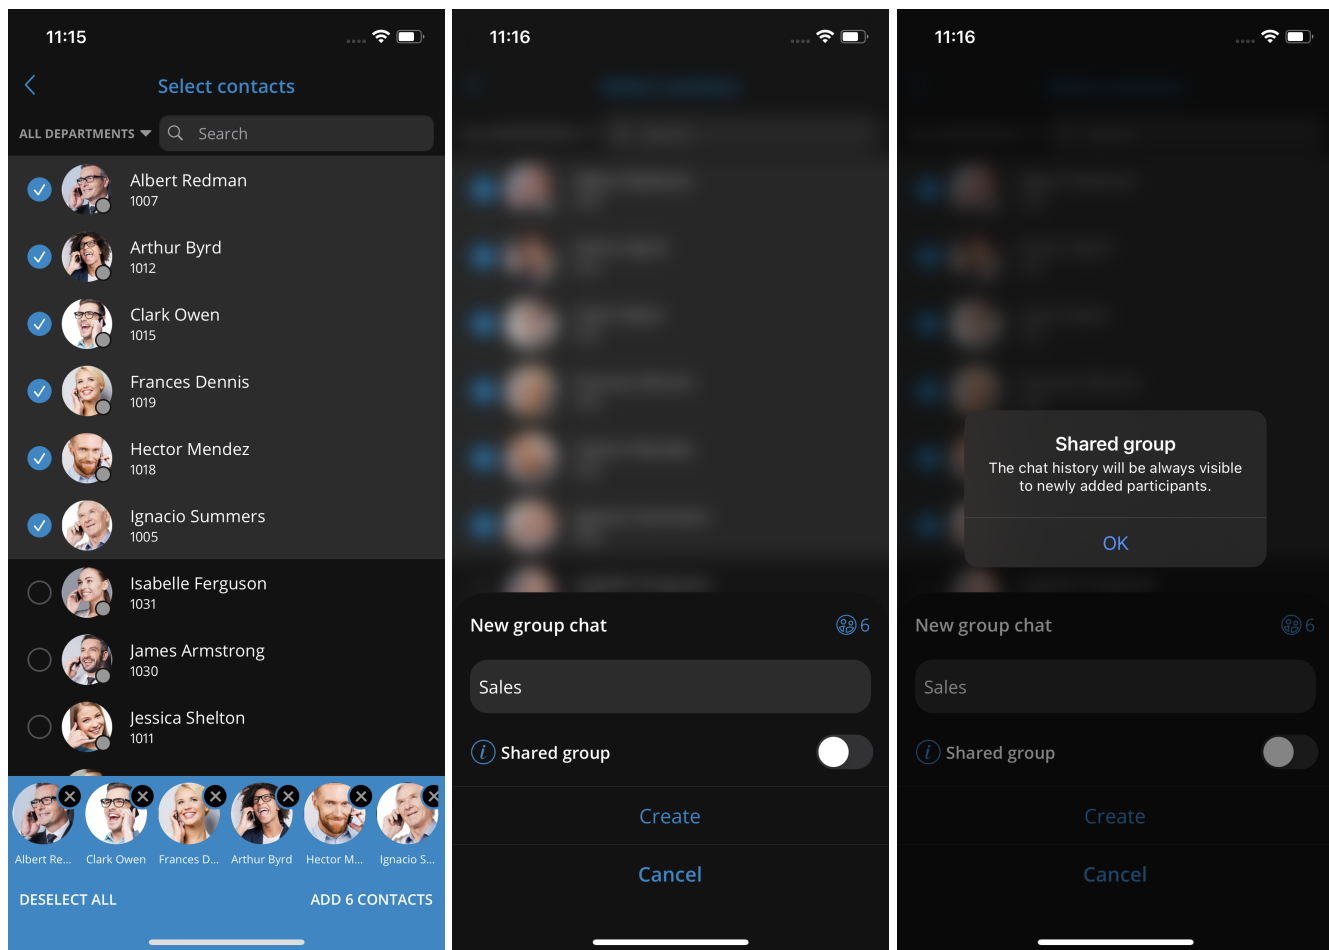 11:15
Select contacts
ALL DEPARTMENTS
Search
Albert Redman
1007
Arthur Byrd
1012
Clark Owen
1015
Frances Dennis
1019
Hector Mendez
1018
Ignacio Summers
1005
Isabelle Ferguson
1031
James Armstrong
1030
Jessica Shelton
1011
Albert Re... Clark Owen Frances D... Arthur Byrd Hector M... Ignacio S...
DESELECT ALL ADD 6 CONTACTS
11:16
New group chat 6
Sales
i Shared group
Create
Cancel
11:16
Shared group
The chat history will be always visible
to newly added participants.
OK
New group chat 6
Sales
i Shared group
Create
Cancel